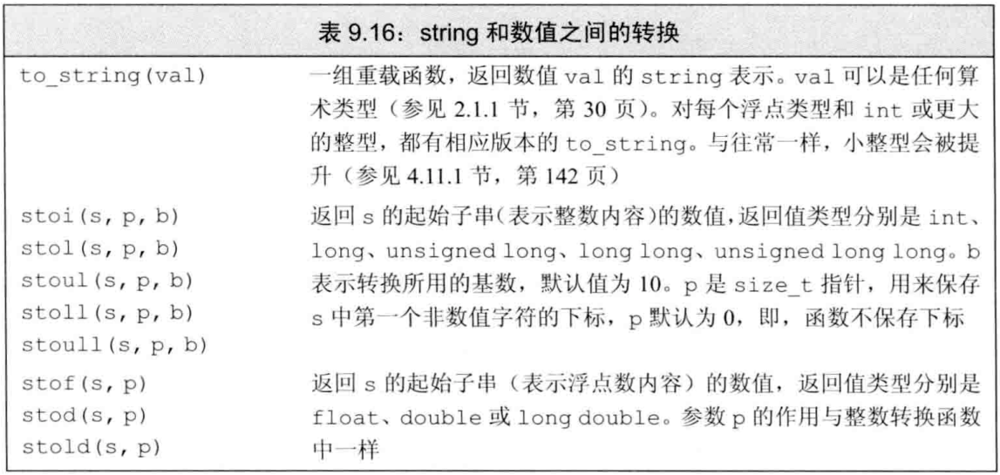 表 9.16：string 和数值之间的转换
to_string(val) 一组重载函数，返回数值 val 的 string 表示。val 可以是任何算
术类型（参见 2.1.1 节，第 30 页）。对每个浮点类型和 int 或更大
的整型，都有相应版本的 to_string。与往常一样，小整型会被提
升（参见 4.11.1 节，第 142 页）
stoi(s, p, b) 返回 s 的起始子串（表示整数内容）的数值，返回值类型分别是 int、
stol(s, p, b) long、unsigned long、long long、unsigned long long。b
stoul(s, p, b) 表示转换所用的基数，默认值为 10。p 是 size_t 指针，用来保存
stoll(s, p, b) s 中第一个非数值字符的下标，p 默认为 0，即，函数不保存下标
stoull(s, p, b)
stof(s, p) 返回 s 的起始子串（表示浮点数内容）的数值，返回值类型分别是
stod(s, p) float、double 或 long double。参数 p 的作用与整数转换函数
stold(s, p) 中一样